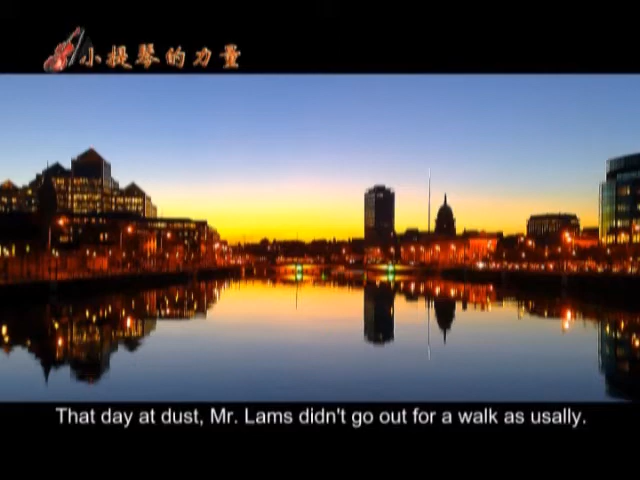 小提琴的力量
That day at dust, Mr. Lams didn't go out for a walk as usally.